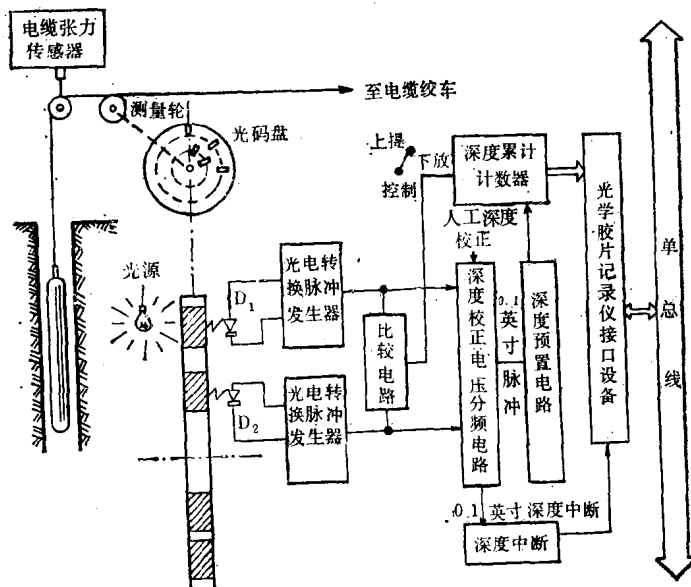 电缆张力
传感器
至电缆绞车
测量轮
光码盘
上提
下放
控制
深度累计
计数器
人工深度
校正
光源
D₁
光电转
换脉冲
发生器
D₂
光电转
换脉冲
发生器
比较电路
深度校正电压分频电路
0.1
英寸
脉冲
深度预置电路
光学胶片记录仪接口设备
单总线
0.1英寸深度中断
深度中断